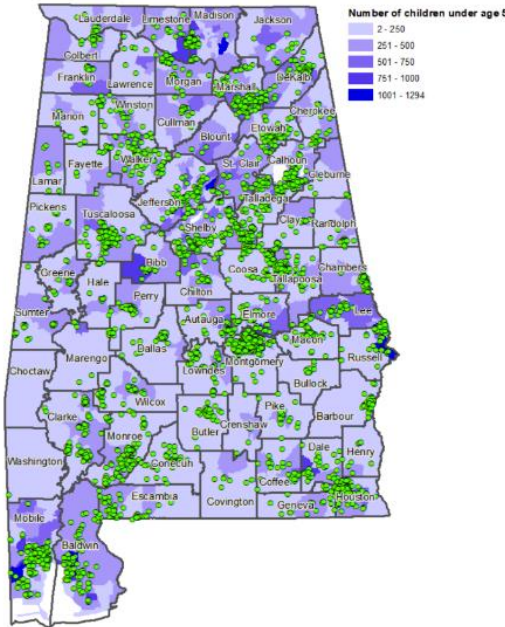 Number of children under age 5
2 - 250
251 - 500
501 - 750
751 - 1000
1001 - 1294
Lauderdale
Limestone
Madison
Jackson
Colbert
Franklin
Lawrence
Morgan
Marshall
DeKalb
Marion
Winston
Cullman
Cherokee
Etowah
Blount
Fayette
Walker
St. Clair
Calhoun
Cleburne
Lamar
Jefferson
Talladega
Pickens
Tuscaloosa
Shelby
Clay
Randolph
Bibb
Greene
Hale
Coosa
Tallapoosa
Chambers
Perry
Chilton
Sumter
Autauga
Elmore
Lee
Marengo
Dallas
Macon
Choctaw
Lowndes
Montgomery
Russell
Bullock
Wilcox
Clarke
Pike
Barbour
Monroe
Butler
Crenshaw
Washington
Conecuh
Dale
Henry
Coffee
Escambia
Covington
Geneva
Houston
Mobile
Baldwin